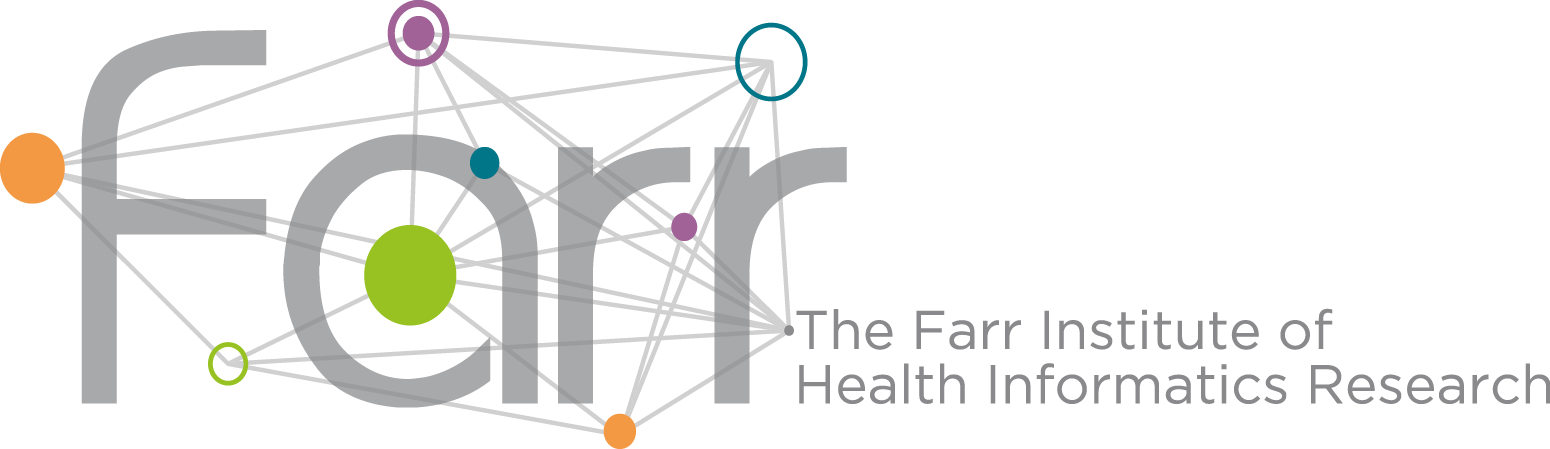 Farr
The Farr Institute of
Health Informatics Research